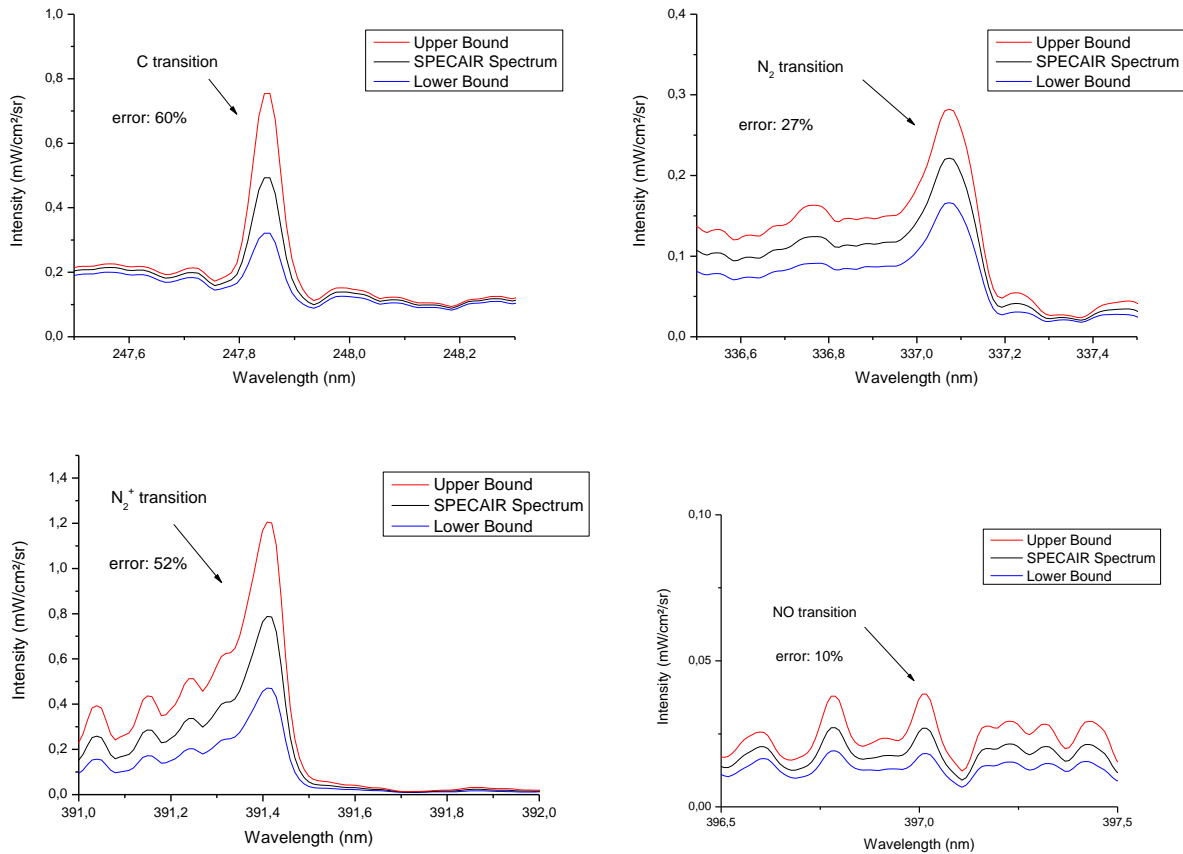 1,0
0,8
0,6
0,4
0,2
0,0
Intensity (mW/cm²/sr)
C transition
error: 60%
Upper Bound
SPECAIR Spectrum
Lower Bound
247,6 247,8 248,0 248,2
Wavelength (nm)
0,4
0,3
0,2
0,1
0,0
Intensity (mW/cm²/sr)
N₂ transition
error: 27%
Upper Bound
SPECAIR Spectrum
Lower Bound
336,6 336,8 337,0 337,2 337,4
Wavelength (nm)
1,4
1,2
1,0
0,8
0,6
0,4
0,2
0,0
Intensity (mW/cm²/sr)
N₂⁺ transition
error: 52%
Upper Bound
SPECAIR Spectrum
Lower Bound
391,0 391,2 391,4 391,6 391,8 392,0
Wavelength (nm)
0,10
0,05
0,00
Intensity (mW/cm²/sr)
NO transition
error: 10%
Upper Bound
SPECAIR Spectrum
Lower Bound
396,5 397,0 397,5
Wavelength (nm)